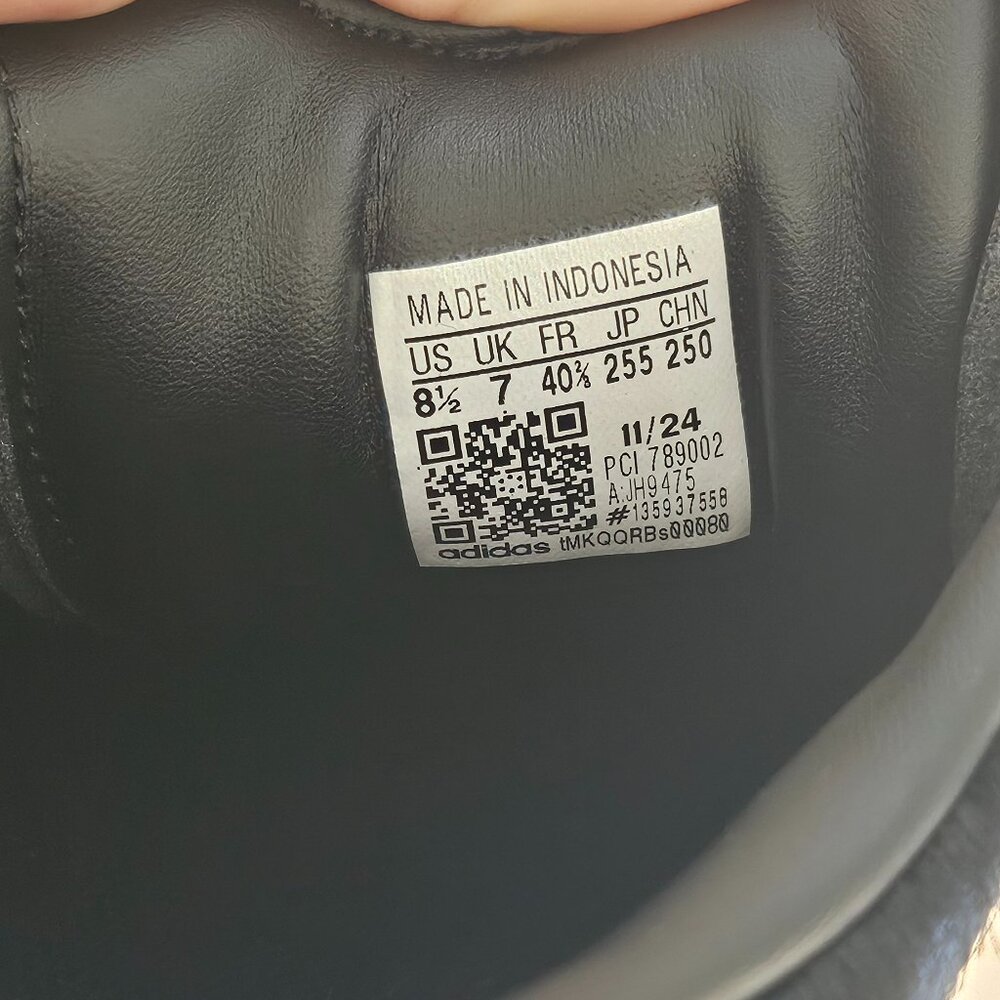 MADE IN INDONESIA
US UK FR JP CHN
8½ 7 40⅔ 255 250
11/24
PCI 789002
A:JH9475
#135937558
adidas tMKQQRBs00080